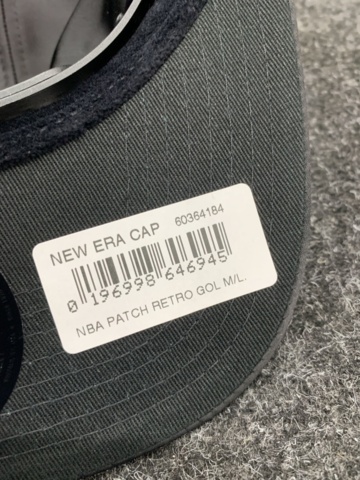 NEW ERA CAP 60364184
0 196998 646945
NBA PATCH RETRO GOL M/L.